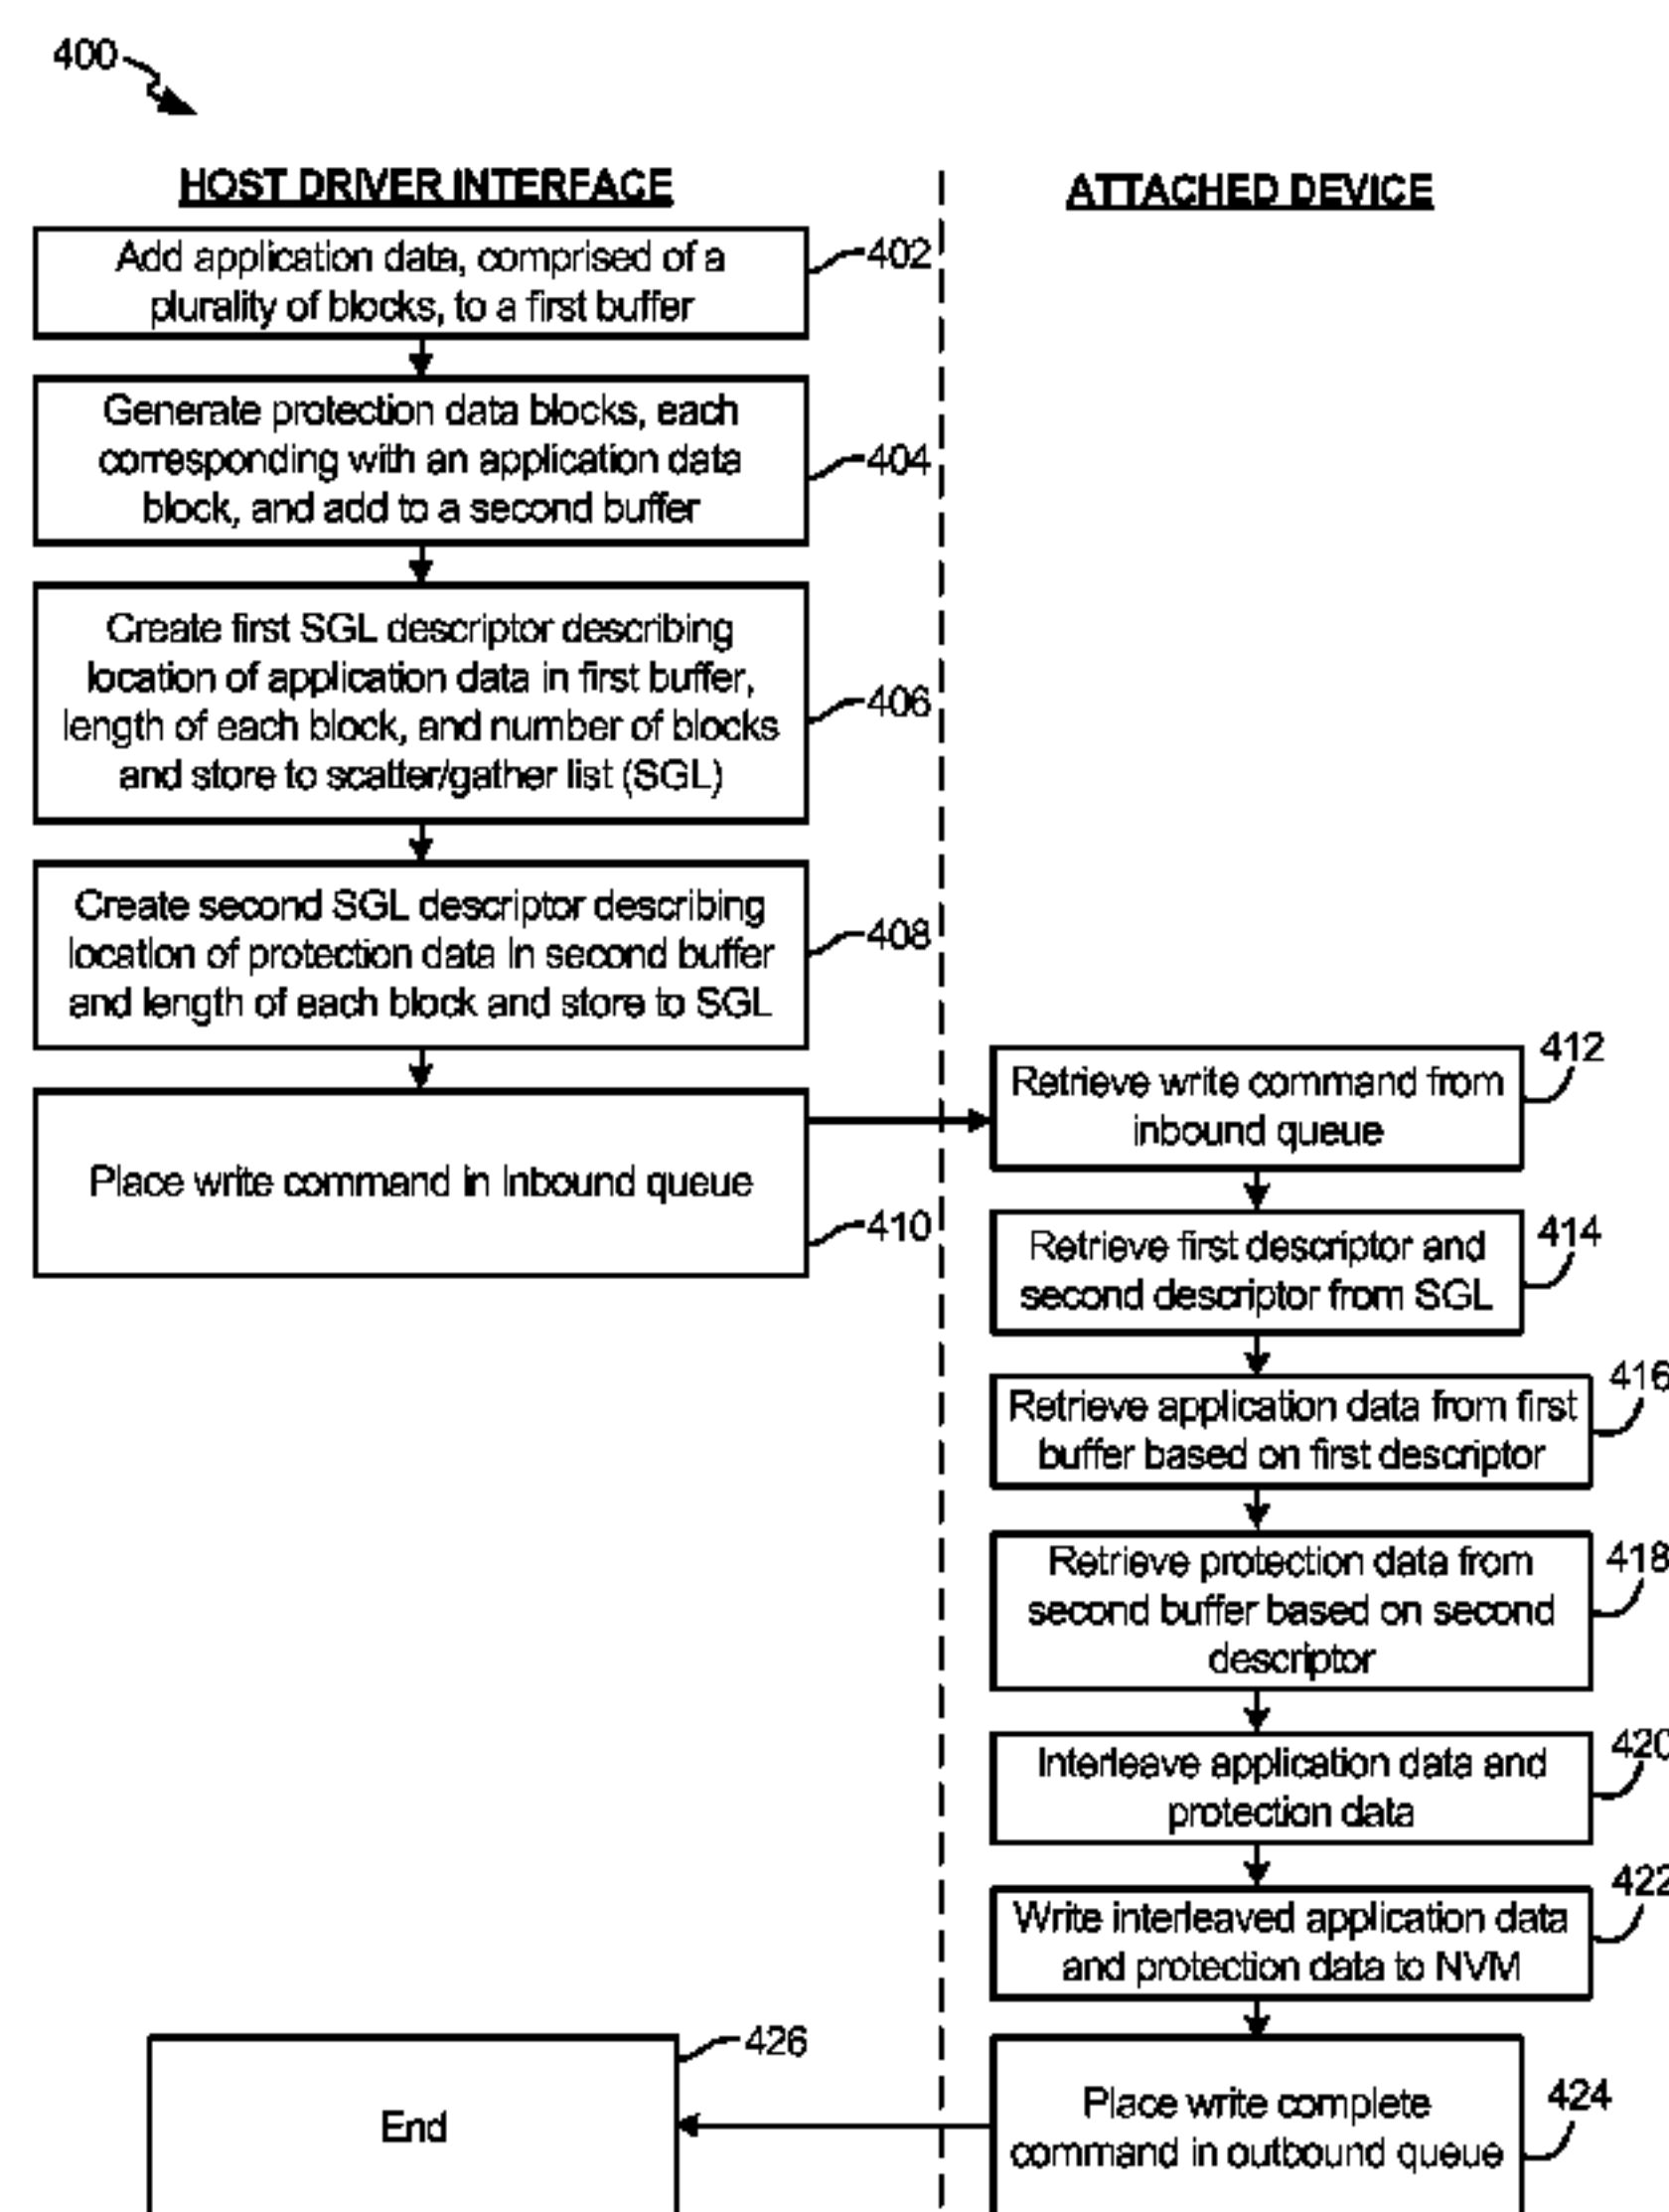 400
HOST DRIVER INTERFACE
Add application data, comprised of a
plurality of blocks, to a first buffer
402
Generate protection data blocks, each
corresponding with an application data
block, and add to a second buffer
404
Create first SGL descriptor describing
location of application data in first buffer,
length of each block, and number of blocks
and store to scatter/gather list (SGL)
406
Create second SGL descriptor describing
location of protection data in second buffer
and length of each block and store to SGL
408
Place write command in inbound queue
410
ATTACHED DEVICE
Retrieve write command from
inbound queue
412
Retrieve first descriptor and
second descriptor from SGL
414
Retrieve application data from first
buffer based on first descriptor
416
Retrieve protection data from
second buffer based on second
descriptor
418
Interleave application data and
protection data
420
Write interleaved application data
and protection data to NVM
422
Place write complete
command in outbound queue
424
End
426